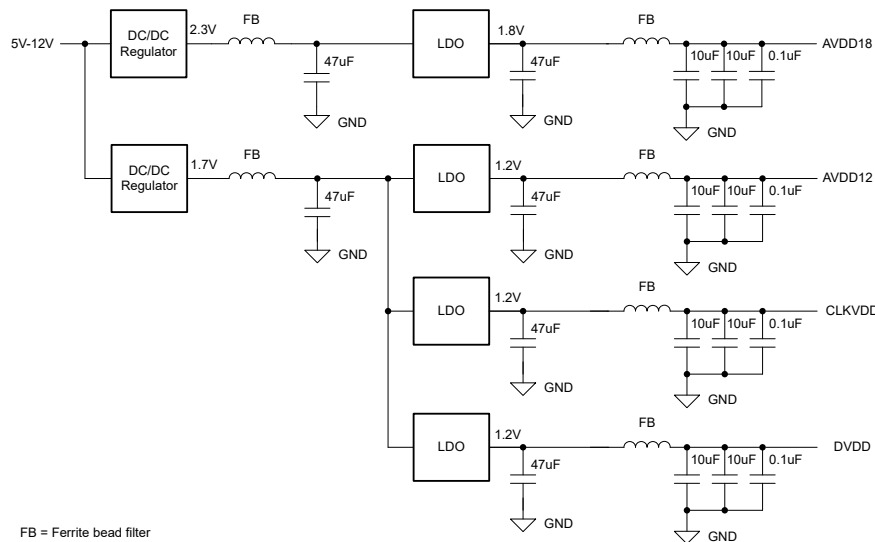 FB
5V-12V
DC/DC
Regulator
2.3V
47uF
GND
LDO
1.8V
47uF
GND
FB
10uF
10uF
0.1uF
GND
AVDD18
DC/DC
Regulator
1.7V
FB
47uF
GND
LDO
1.2V
47uF
GND
FB
10uF
10uF
0.1uF
GND
AVDD12
LDO
1.2V
47uF
GND
FB
10uF
10uF
0.1uF
GND
CLKVDD
LDO
1.2V
47uF
GND
FB
10uF
10uF
0.1uF
GND
DVDD
FB = Ferrite bead filter